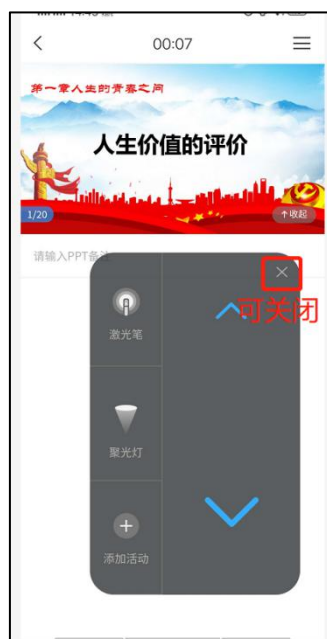 00:07
第一章人生的青春之问
人生价值的评价
1/20
个收起
请输入PPT备注
可关闭
激光笔
聚光灯
添加活动